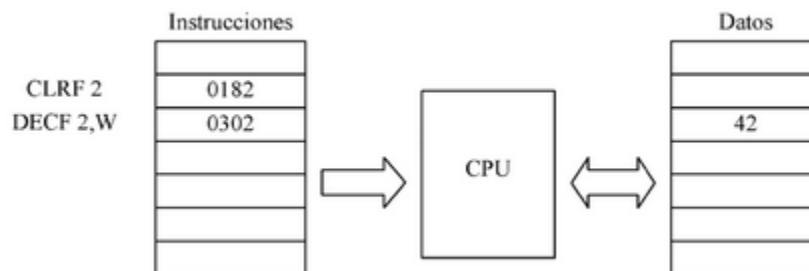 Instrucciones
Datos
CLRF 2
0182
DECF 2,W
0302
42
CPU